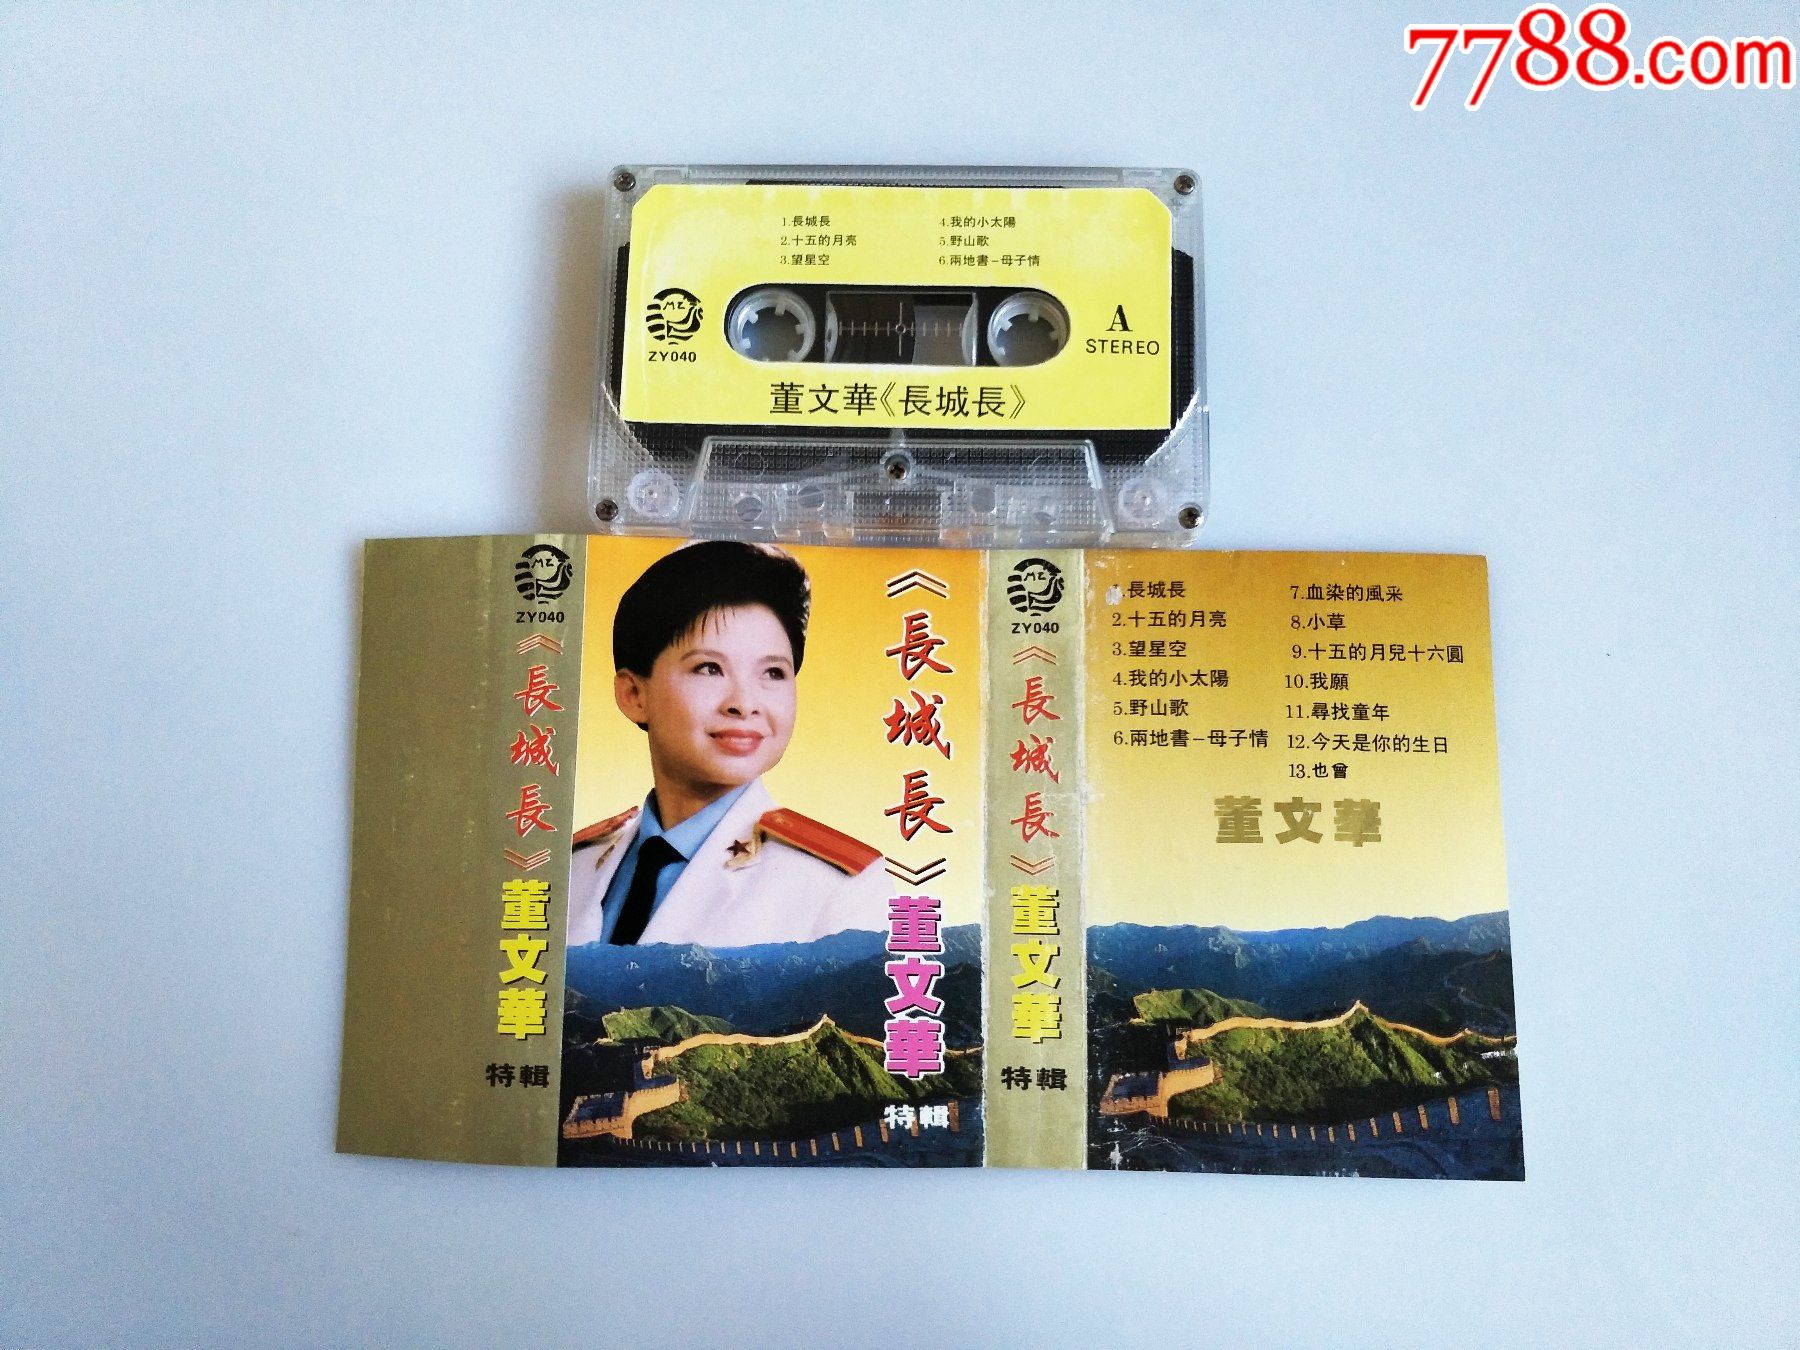 7788.com
1.長城長
2.十五的月亮
3.望星空
4.我的小太陽
5.野山歌
6.兩地書-母子情
MZ
ZY040
A
STEREO
董文華《長城長》
MZ
ZY040
《長城長》董文華
特輯
《長城長》董文華
特輯
MZ
ZY040
《長城長》董文華
特輯
1.長城長
2.十五的月亮
3.望星空
4.我的小太陽
5.野山歌
6.兩地書-母子情
7.血染的風采
8.小草
9.十五的月兒十六圓
10.我願
11.尋找童年
12.今天是你的生日
13.也曾
董文華